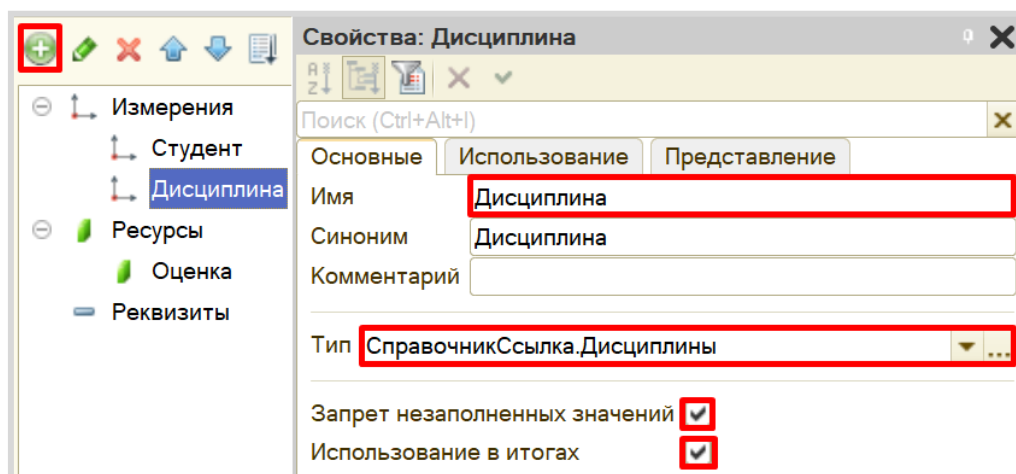 Свойства: Дисциплина
Поиск (Ctrl+Alt+I)
Измерения
Студент
Дисциплина
Ресурсы
Оценка
Реквизиты
Основные Использование Представление
Имя Дисциплина
Синоним Дисциплина
Комментарий
Тип СправочникСсылка.Дисциплины ...
Запрет незаполненных значений
Использование в итогах